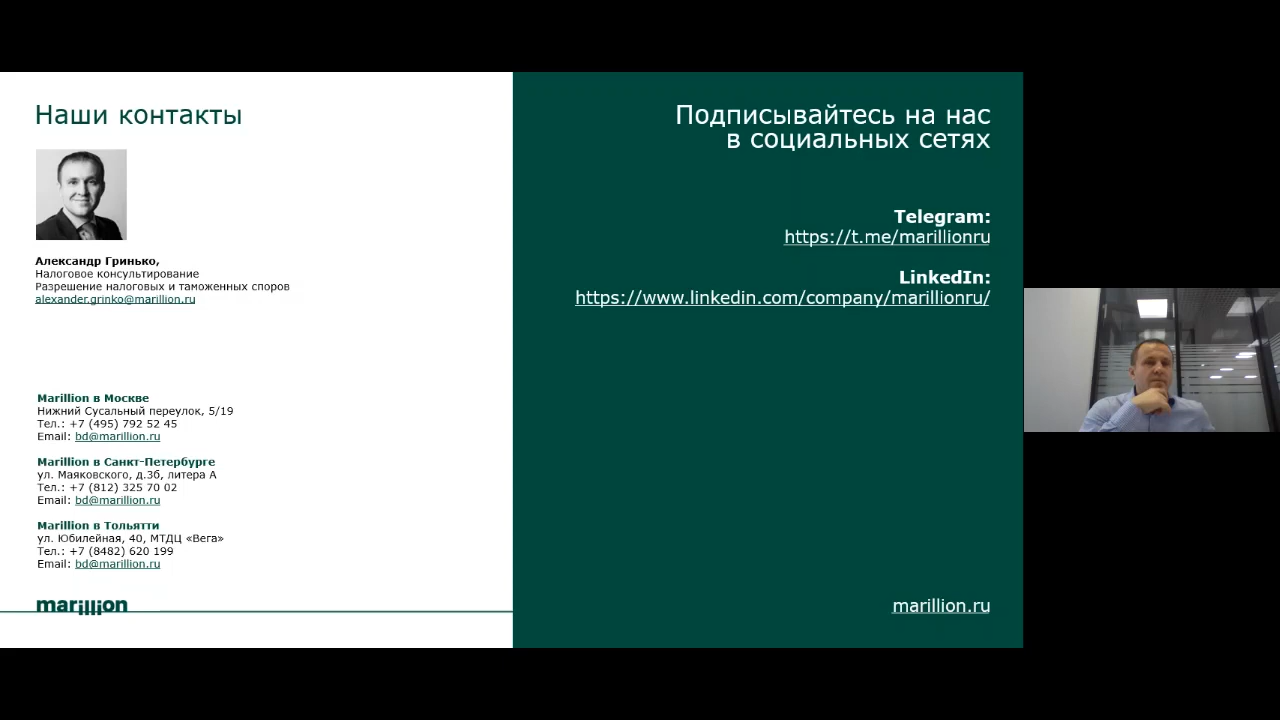 Наши контакты
Александр Гринько,
Налоговое консультирование
Разрешение налоговых и таможенных споров
alexander.grinko@marillion.ru
Marillion в Москве
Нижний Сусальный переулок, 5/19
Тел.: +7 (495) 792 52 45
Email: bd@marillion.ru
Marillion в Санкт-Петербурге
ул. Маяковского, д.3б, литера А
Тел.: +7 (812) 325 70 02
Email: bd@marillion.ru
Marillion в Тольятти
ул. Юбилейная, 40, МТДЦ «Вега»
Тел.: +7 (8482) 620 199
Email: bd@marillion.ru
marillion
Подписывайтесь на нас
в социальных сетях
Telegram:
https://t.me/marillionru
LinkedIn:
https://www.linkedin.com/company/marillionru/
marillion.ru